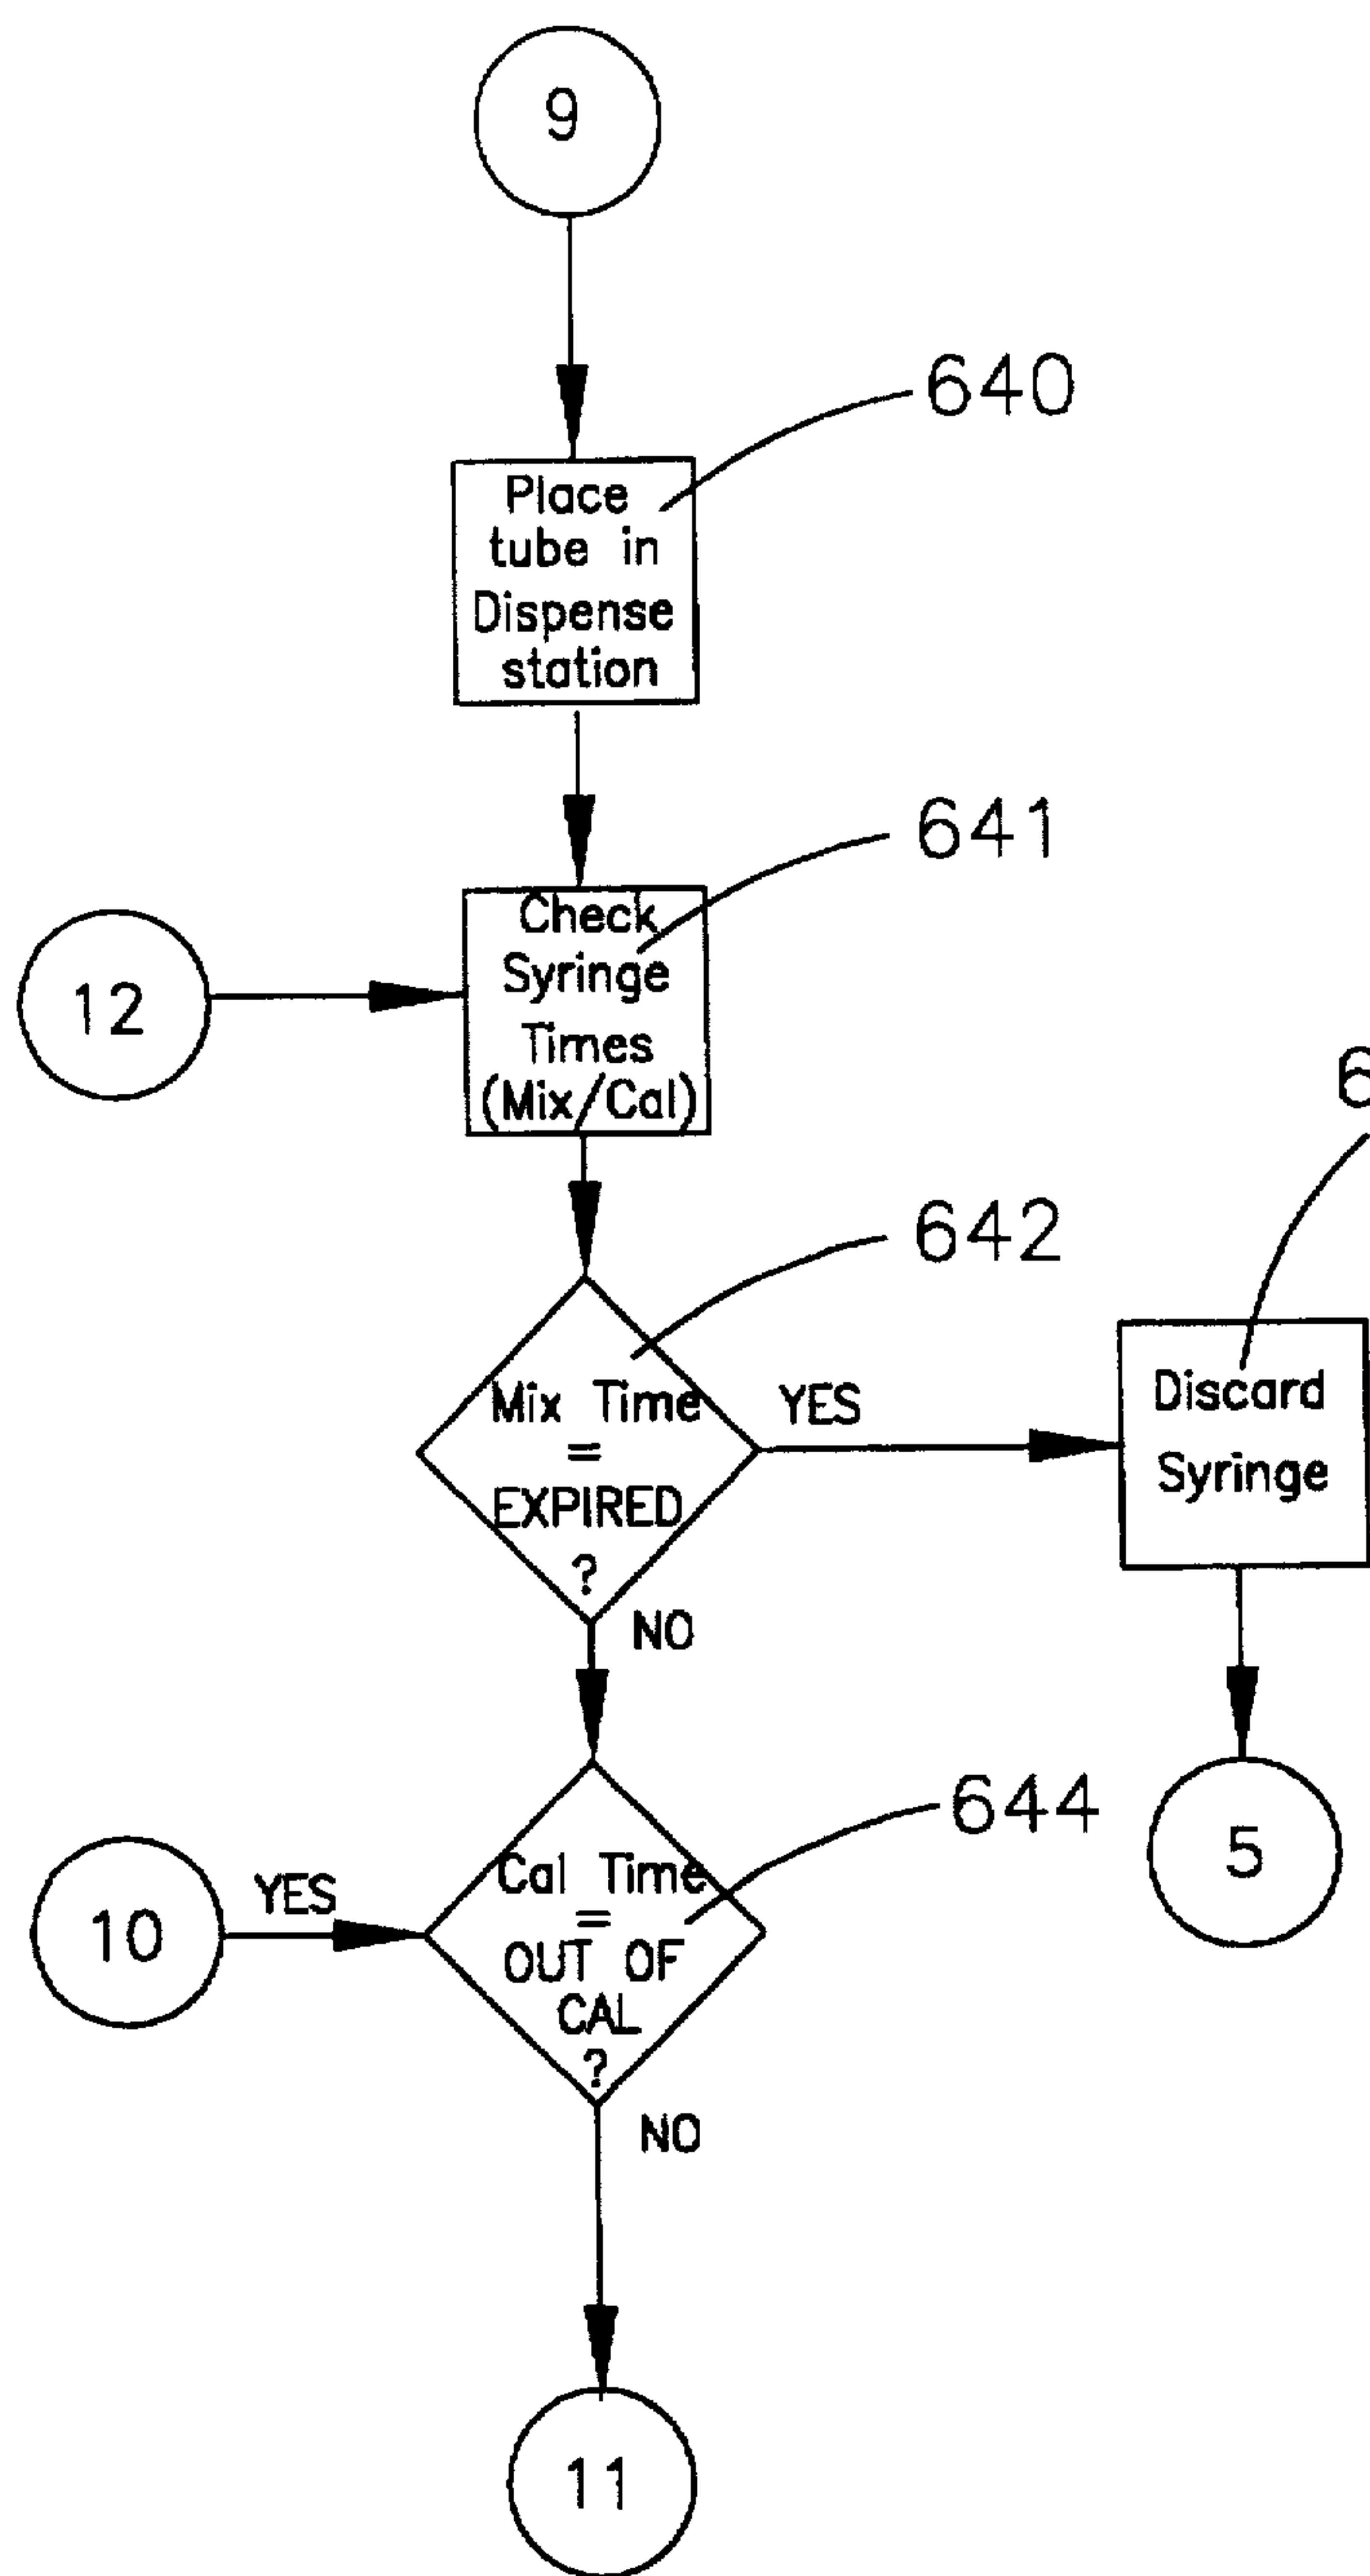 9
640
Place
tube in
Dispense
station
641
Check
Syringe
Times
(Mix/Cal)
12
642
Mix Time
=
EXPIRED
?
YES
NO
6
Discard
Syringe
5
644
Cal Time
=
OUT OF
CAL
?
YES
10
NO
11